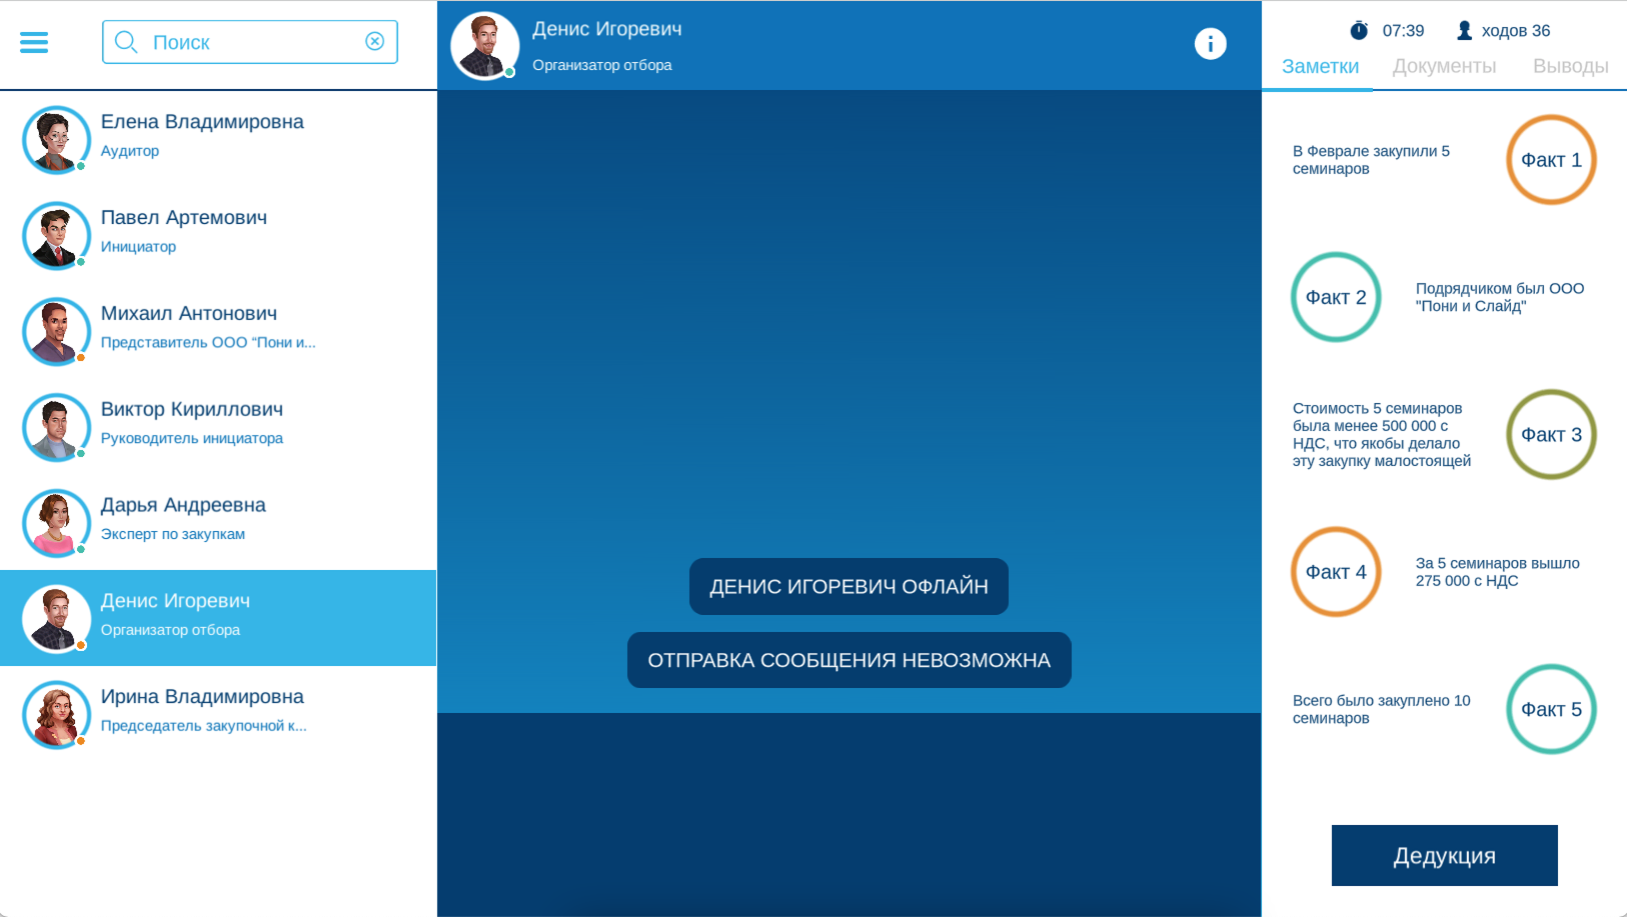 Поиск
Елена Владимировна
Аудитор
Павел Артемович
Инициатор
Михаил Антонович
Представитель ООО “Пони и...
Виктор Кириллович
Руководитель инициатора
Дарья Андреевна
Эксперт по закупкам
Денис Игоревич
Организатор отбора
Ирина Владимировна
Председатель закупочной к...
Денис Игоревич
Организатор отбора
ДЕНИС ИГОРЕВИЧ ОФЛАЙН
ОТПРАВКА СООБЩЕНИЯ НЕВОЗМОЖНА
07:39 ходов 36
Заметки Документы Выводы
В Феврале закупили 5
семинаров
Факт 1
Факт 2
Подрядчиком был ООО
"Пони и Слайд"
Стоимость 5 семинаров
была менее 500 000 с
НДС, что якобы делало
эту закупку малостоящей
Факт 3
Факт 4
За 5 семинаров вышло
275 000 с НДС
Всего было закуплено 10
семинаров
Факт 5
Дедукция